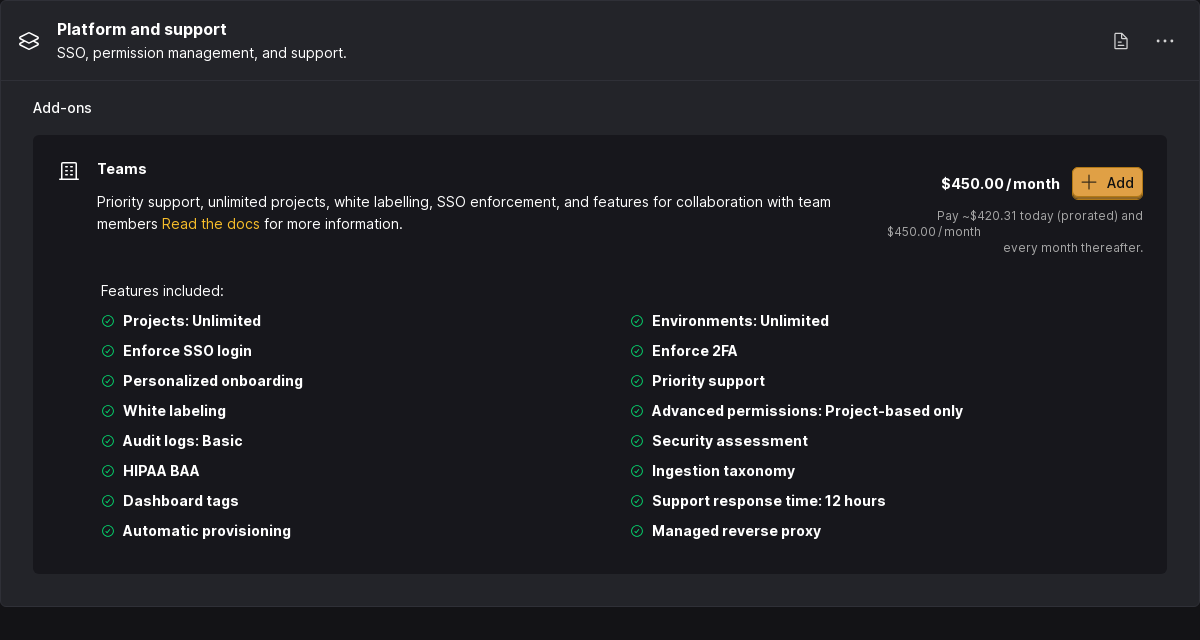 Platform and support
SSO, permission management, and support.
Add-ons
Teams
Priority support, unlimited projects, white labelling, SSO enforcement, and features for collaboration with team
members Read the docs for more information.
$450.00/month
Add
Pay ~$420.31 today (prorated) and
$450.00/month
every month thereafter.
Features included:
Projects: Unlimited
Environments: Unlimited
Enforce SSO login
Enforce 2FA
Personalized onboarding
Priority support
White labeling
Advanced permissions: Project-based only
Audit logs: Basic
Security assessment
HIPAA BAA
Ingestion taxonomy
Dashboard tags
Support response time: 12 hours
Automatic provisioning
Managed reverse proxy